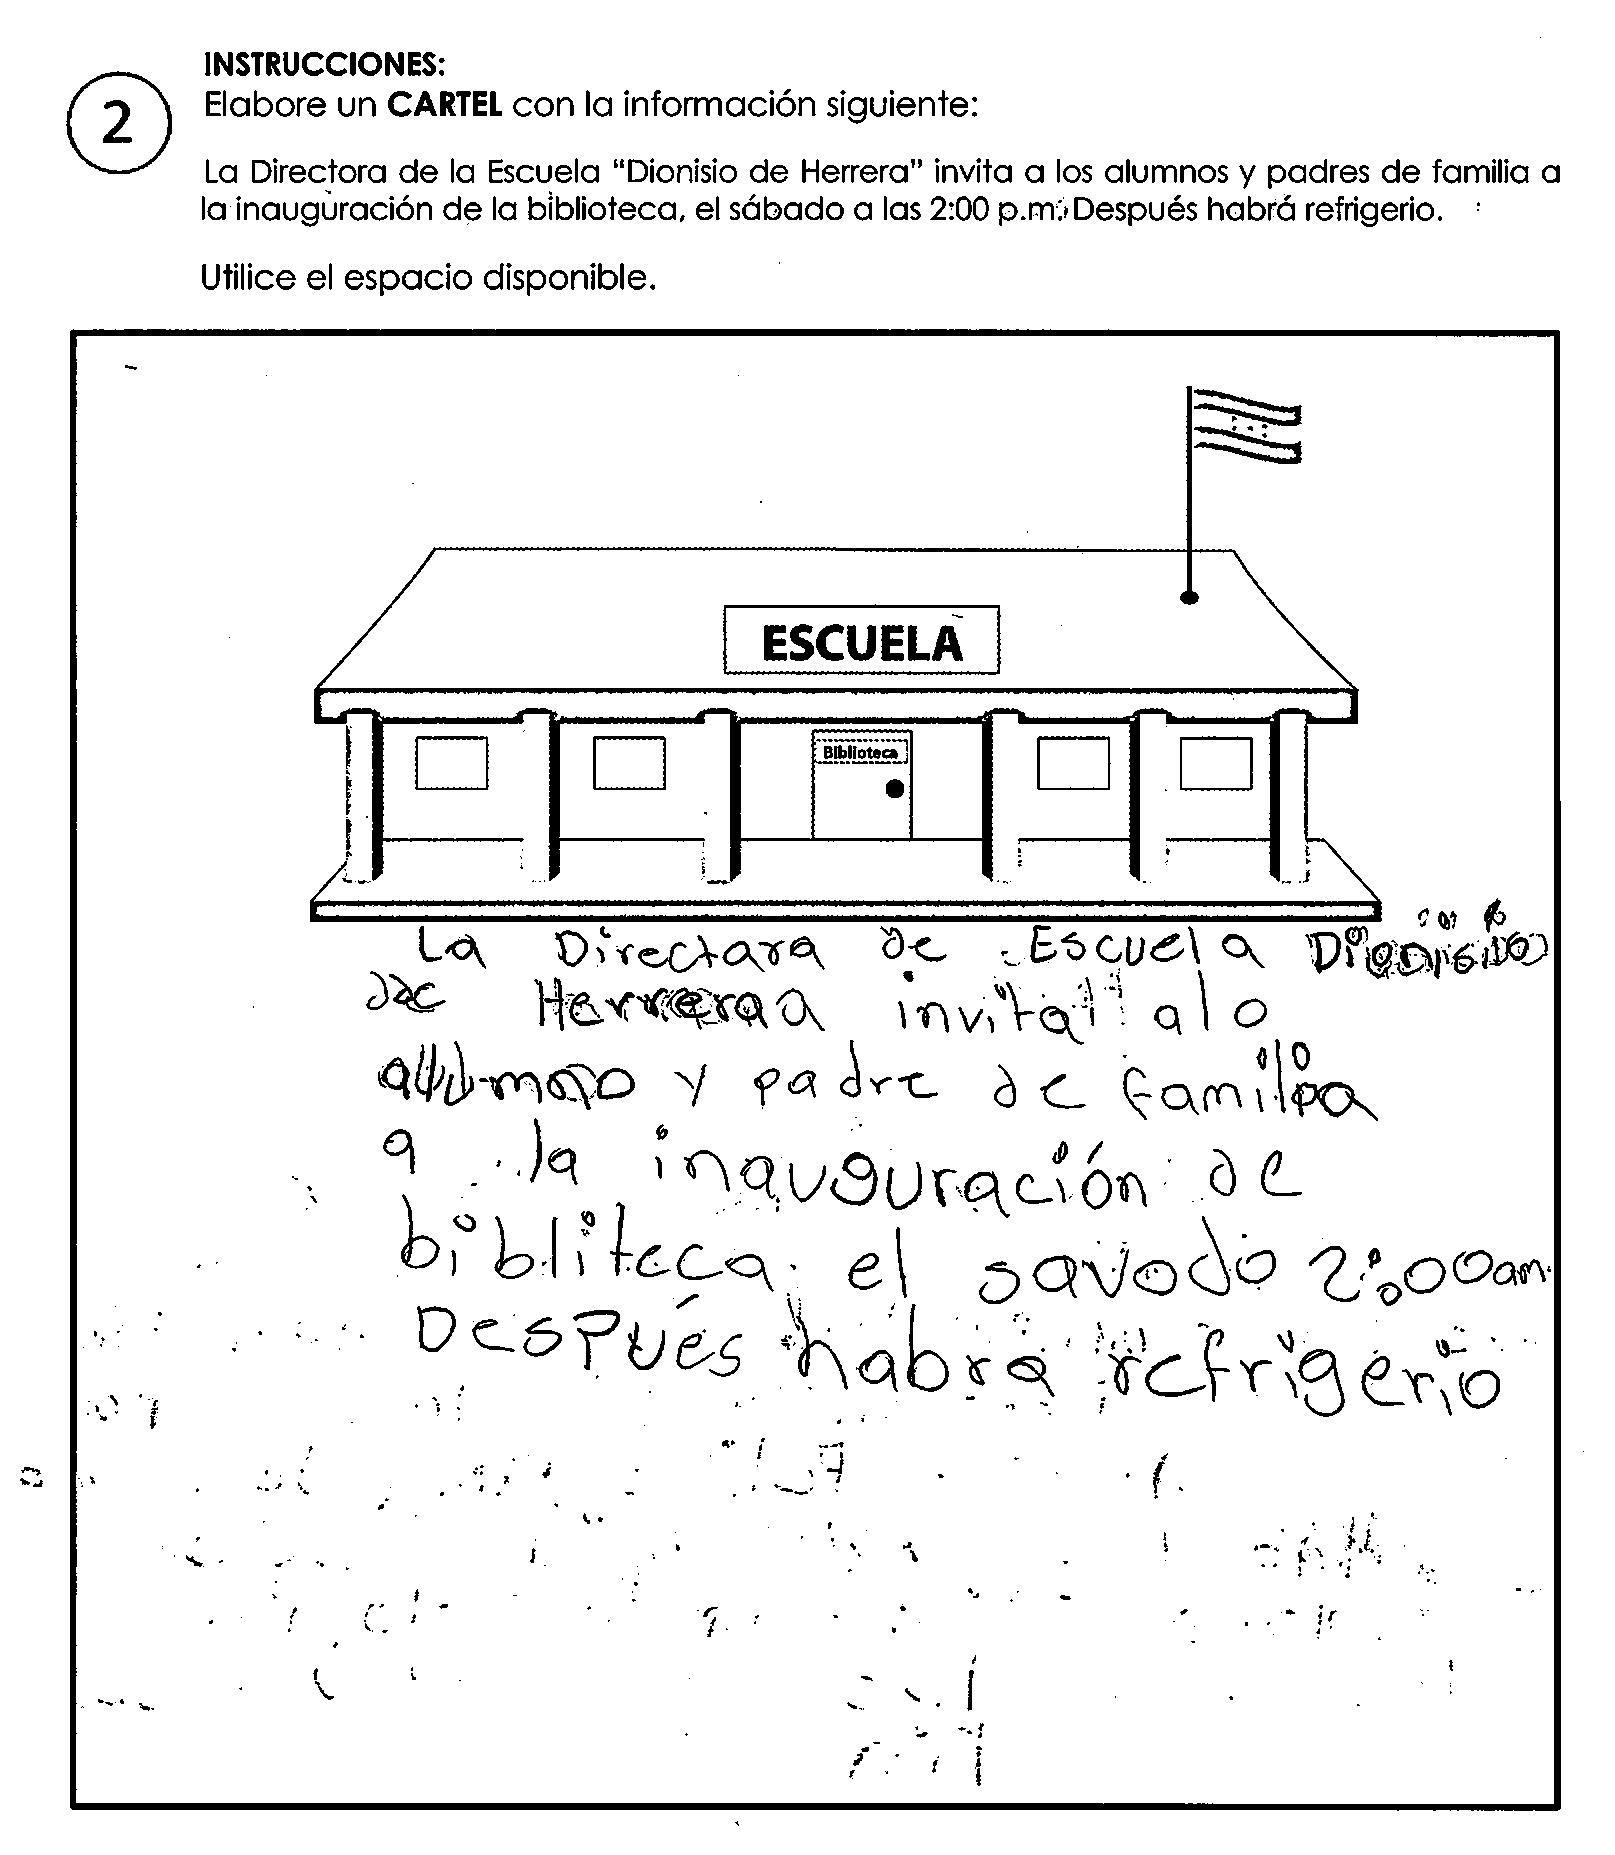 INSTRUCCIONES:
2
Elabore un CARTEL con la información siguiente:
La Directora de la Escuela “Dionisio de Herrera” invita a los alumnos y padres de familia a
la inauguración de la biblioteca, el sábado a las 2:00 p.m. Después habrá refrigerio.
Utilice el espacio disponible.
ESCUELA
Biblioteca
La Directara de Escuela Dionisio
de Herrera invita a lo
alumno y padre de familia
a la inauguración de
bibliteca el savodo 2:00am.
Después habra refrigerio